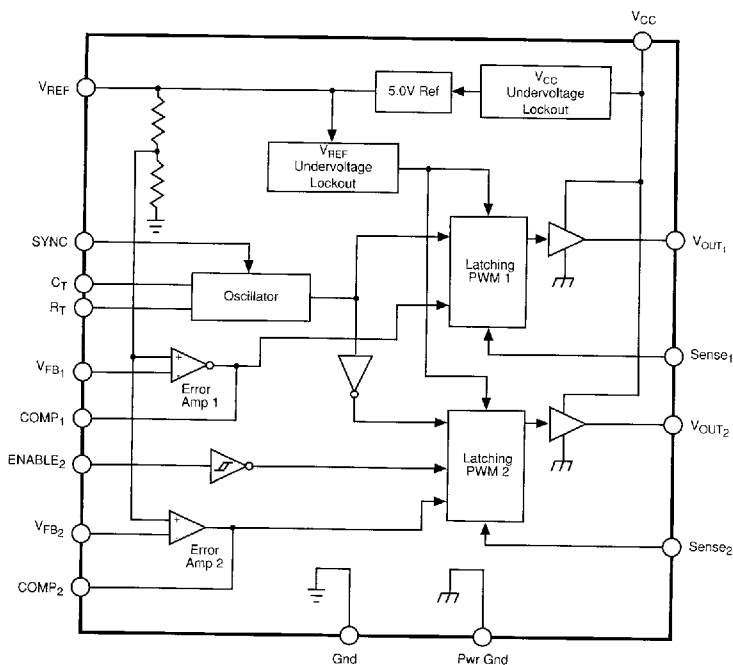 VCC
VREF
5.0V Ref
VCC
Undervoltage
Lockout
VREF
Undervoltage
Lockout
SYNC
CT
RT
Oscillator
Latching
PWM 1
VOUT1
VFB1
+
-
Error
Amp 1
Sense1
COMP1
ENABLE2
Latching
PWM 2
VOUT2
VFB2
+
-
Error
Amp 2
Sense2
COMP2
Gnd
Pwr Gnd